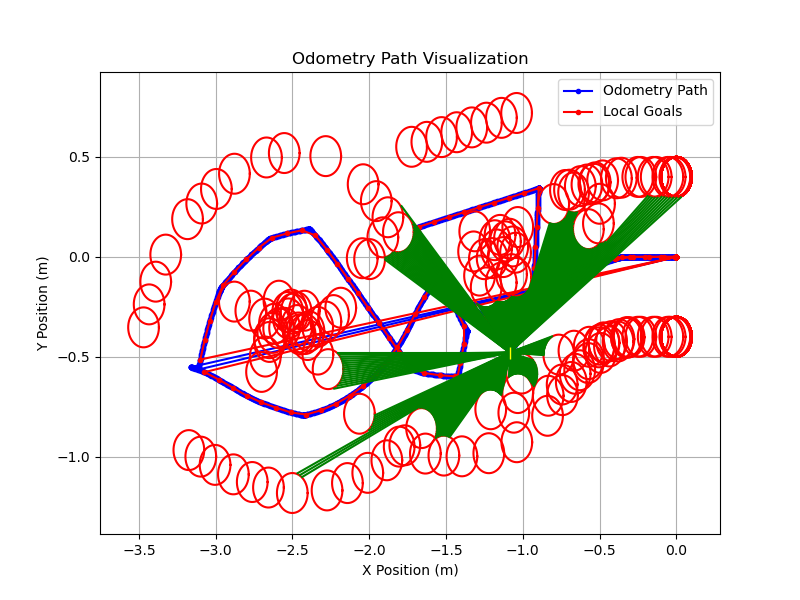 Odometry Path Visualization
Odometry Path
Local Goals
0.5
0.0
−0.5
−1.0
Y Position (m)
−3.5 −3.0 −2.5 −2.0 −1.5 −1.0 −0.5 0.0
X Position (m)